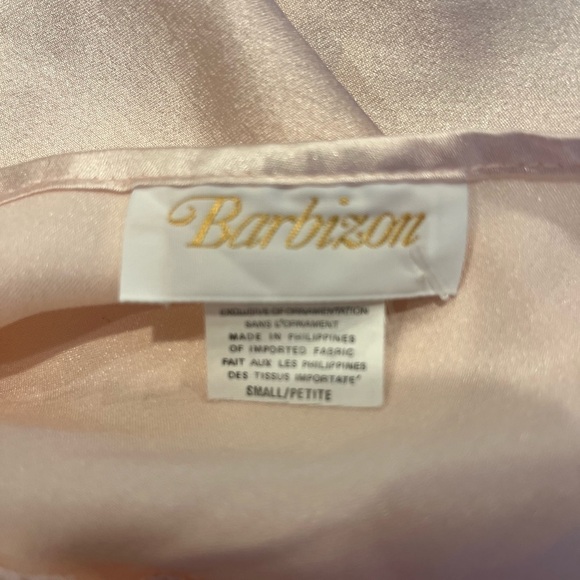 Barbizon
EXCLUSIVE OF ORNAMENTATION
SANS L'ORNAMENT
MADE IN PHILIPPINES
OF IMPORTED FABRIC
FAIT AUX LES PHILIPPINES
DES TISSUS IMPORTATE'
SMALL/PETITE